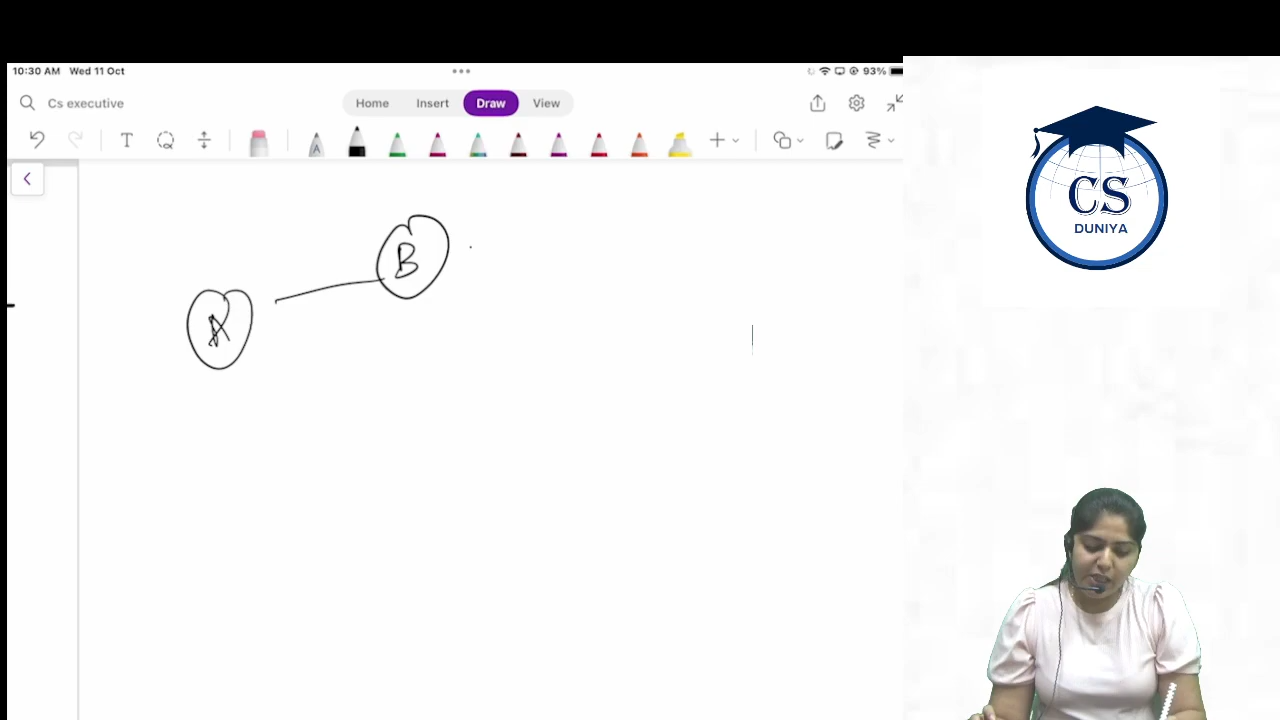 10:30 AM Wed 11 Oct
93%
Cs executive
Home Insert Draw View
T
A
B
A
CS
DUNIYA